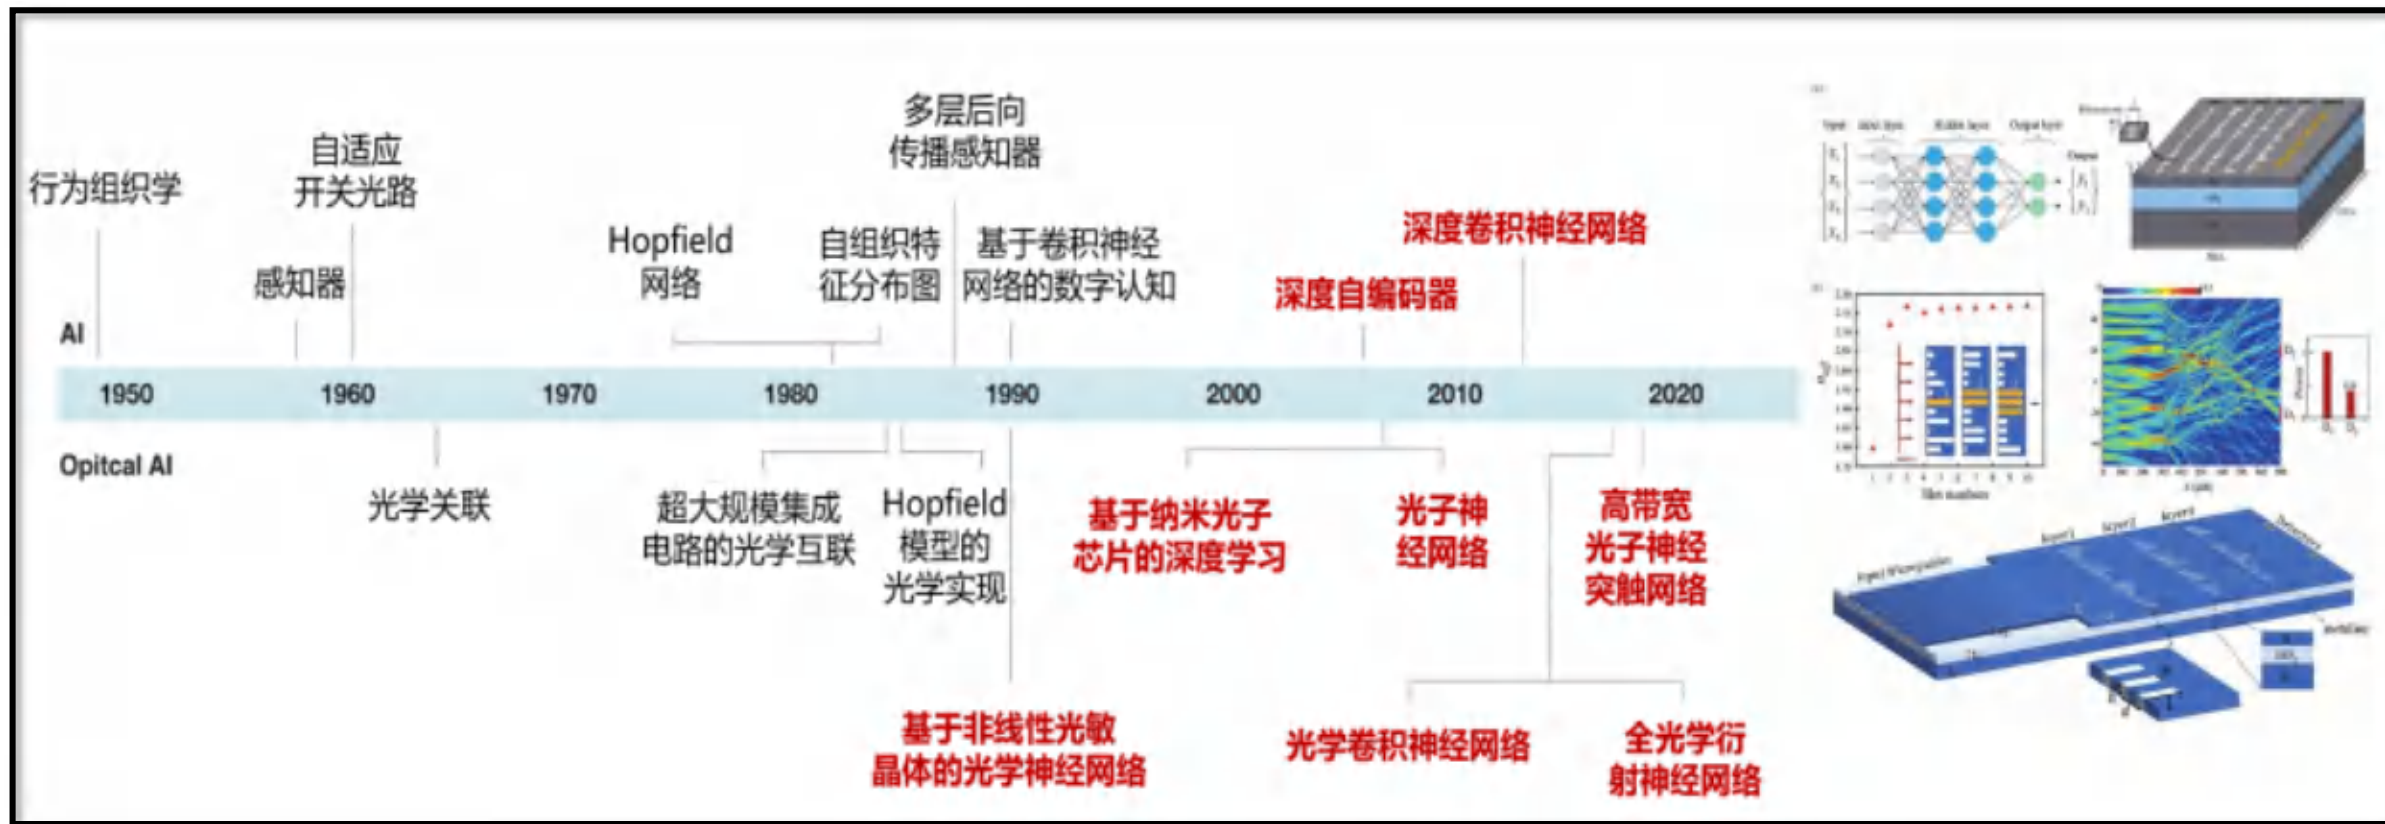 行为组织学
感知器
自适应
开关光路
Hopfield
网络
自组织特
征分布图
多层后向
传播感知器
基于卷积神经
网络的数字认知
深度自编码器
深度卷积神经网络
AI
1950
1960
1970
1980
1990
2000
2010
2020
Opitcal AI
光学关联
超大规模集成
电路的光学互联
Hopfield
模型的
光学实现
基于非线性光敏
晶体的光学神经网络
基于纳米光子
芯片的深度学习
光子神
经网络
光学卷积神经网络
高带宽
光子神经
突触网络
全光学衍
射神经网络
Input layer
Hidden layer
Output layer
Output